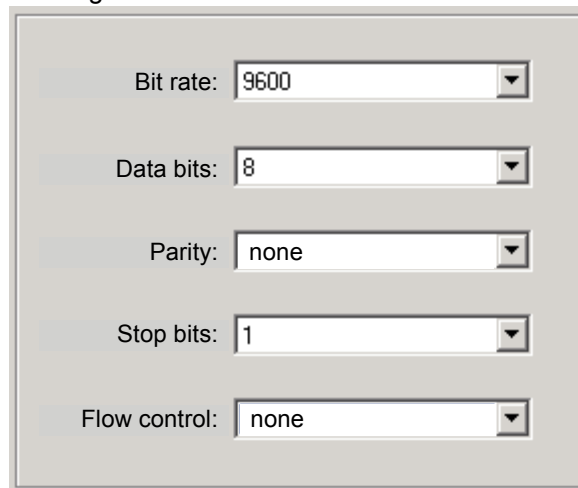 Bit rate: 9600
Data bits: 8
Parity: none
Stop bits: 1
Flow control: none